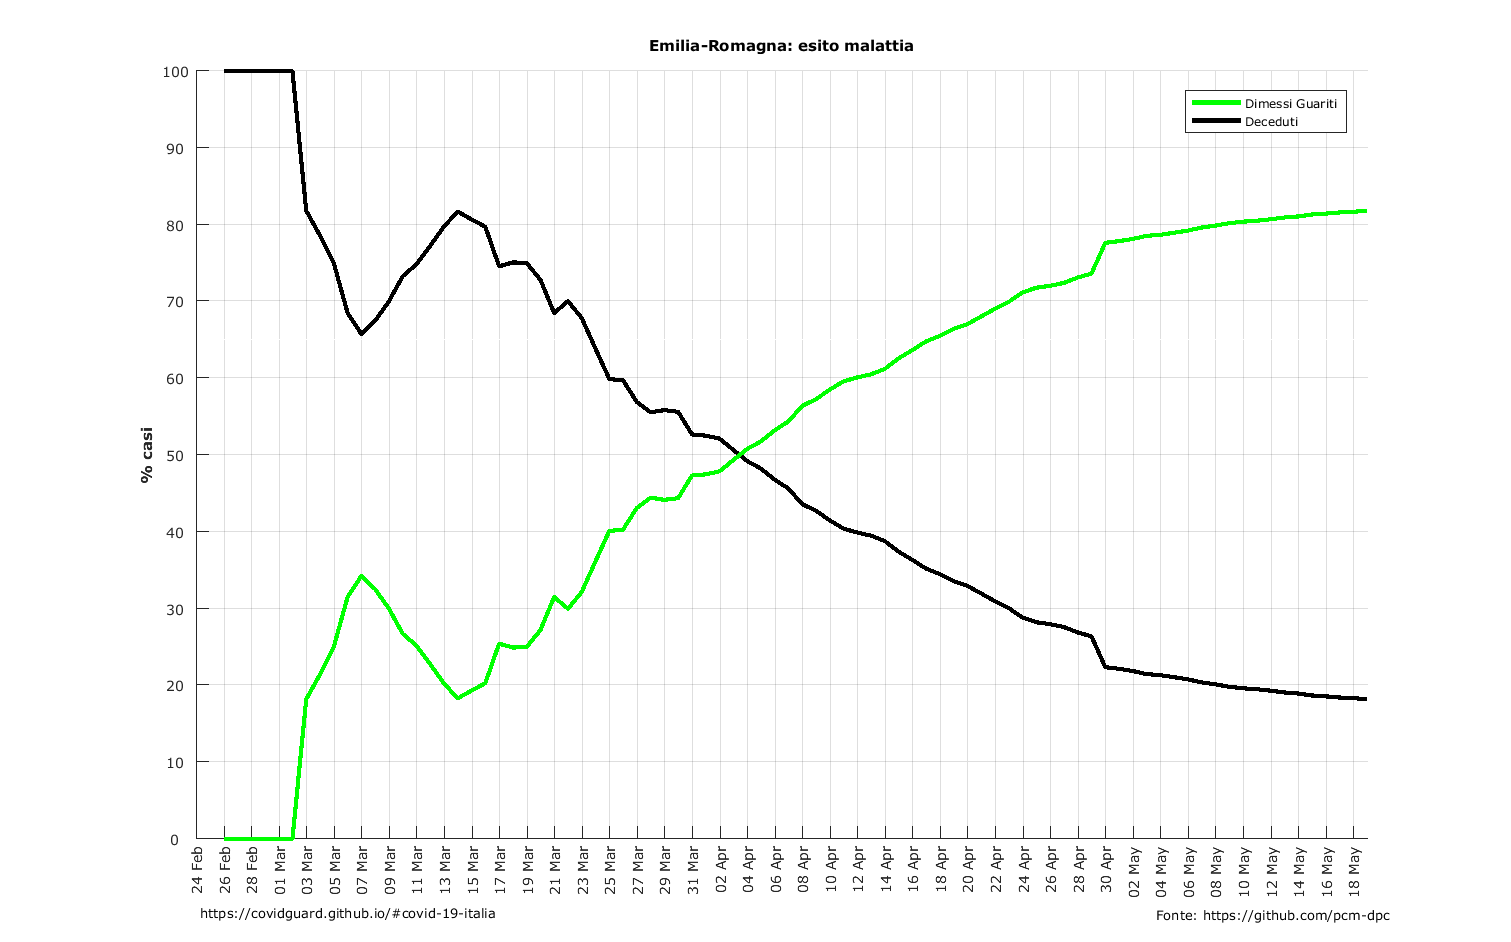 Emilia-Romagna: esito malattia
Dimessi Guariti
Deceduti
% casi
100
90
80
70
60
50
40
30
20
10
0
24 Feb
26 Feb
28 Feb
01 Mar
03 Mar
05 Mar
07 Mar
09 Mar
11 Mar
13 Mar
15 Mar
17 Mar
19 Mar
21 Mar
23 Mar
25 Mar
27 Mar
29 Mar
31 Mar
02 Apr
04 Apr
06 Apr
08 Apr
10 Apr
12 Apr
14 Apr
16 Apr
18 Apr
20 Apr
22 Apr
24 Apr
26 Apr
28 Apr
30 Apr
02 May
04 May
06 May
08 May
10 May
12 May
14 May
16 May
18 May
https://covidguard.github.io/#covid-19-italia
Fonte: https://github.com/pcm-dpc